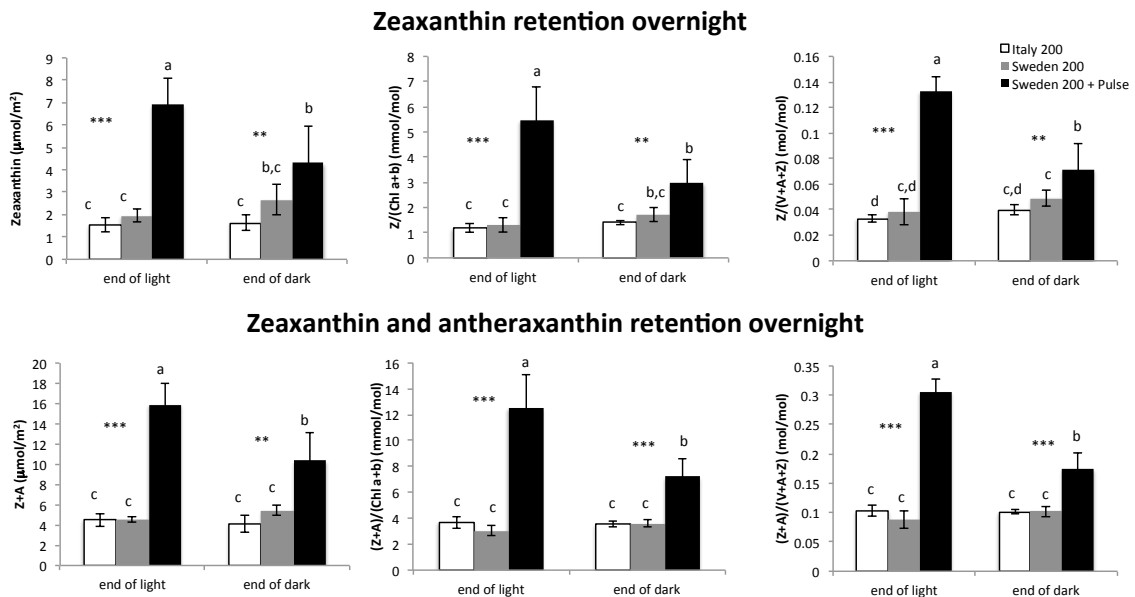 Zeaxanthin retention overnight
Zeaxanthin (μmol/m²)
9
8
7
6
5
4
3
2
1
0
***
c
c
a
**
c
b,c
b
end of light
end of dark
Z/(Chl a+b) (mmol/mol)
8
7
6
5
4
3
2
1
0
***
c
c
a
**
c
b,c
b
end of light
end of dark
Z/(V+A+Z) (mol/mol)
0.16
0.14
0.12
0.10
0.08
0.06
0.04
0.02
0
***
d
c,d
a
**
c,d
c
b
end of light
end of dark
Italy 200
Sweden 200
Sweden 200 + Pulse
Zeaxanthin and antheraxanthin retention overnight
Z+A (μmol/m²)
20
18
16
14
12
10
8
6
4
2
0
***
c
c
a
**
c
c
b
end of light
end of dark
(Z+A)/(Chl a+b) (mmol/mol)
16
14
12
10
8
6
4
2
0
***
c
c
a
***
c
c
b
end of light
end of dark
(Z+A)/(V+A+Z) (mol/mol)
0.35
0.3
0.25
0.2
0.15
0.10
0.05
0
***
c
c
a
***
c
c
b
end of light
end of dark